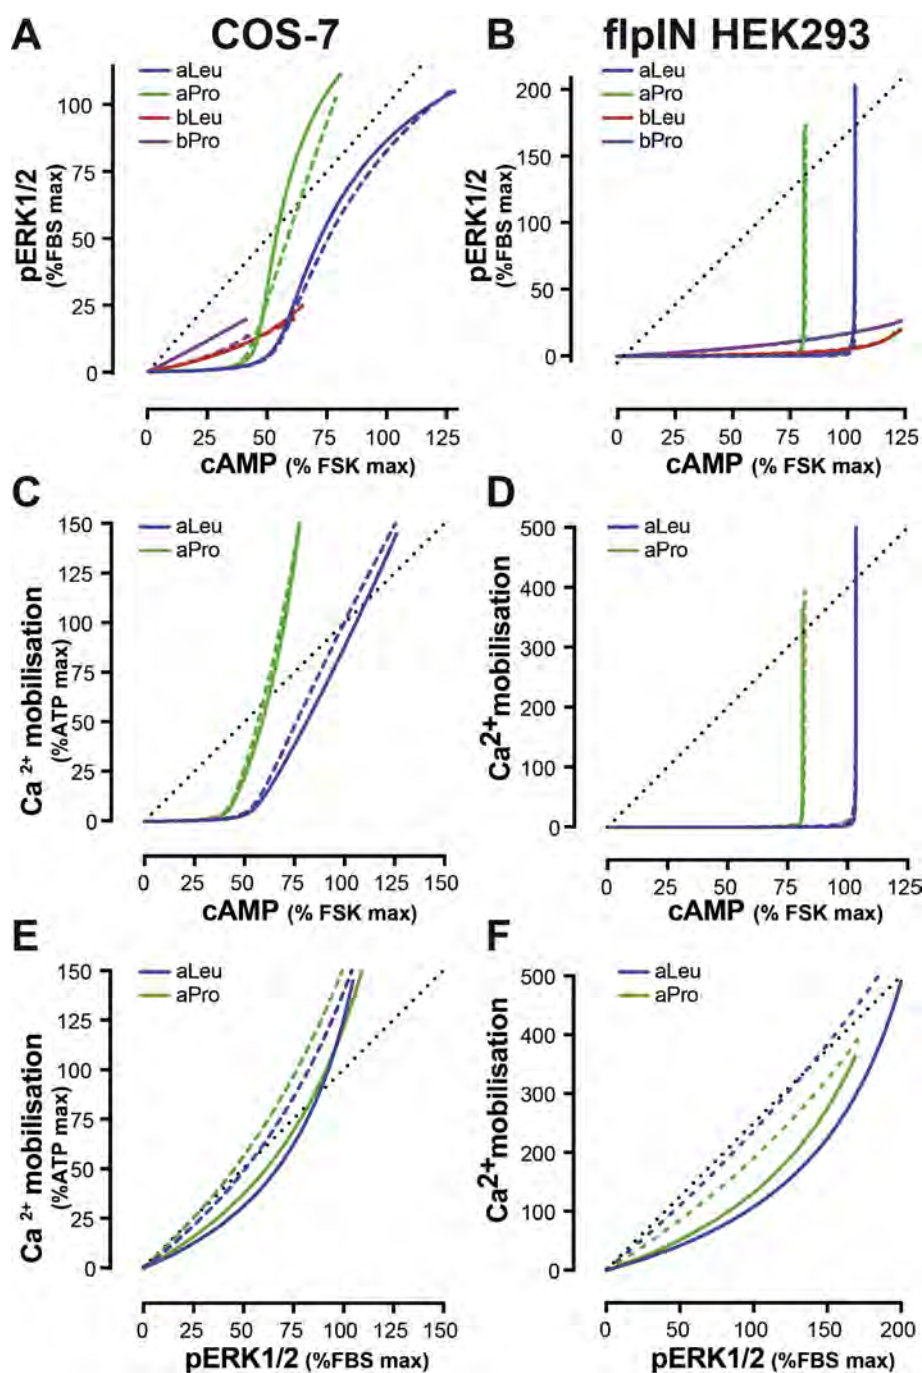 A COS-7
B flpIN HEK293
aLeu
aPro
bLeu
bPro
pERK1/2
(%FBS max)
100
75
50
25
0
0 25 50 75 100 125
cAMP (% FSK max)
aLeu
aPro
bLeu
bPro
pERK1/2
(%FBS max)
200
150
100
50
0
0 25 50 75 100 125
cAMP (% FSK max)
C
aLeu
aPro
Ca 2+ mobilisation
(%ATP max)
150
125
100
75
50
25
0
0 25 50 75 100 125 150
cAMP (% FSK max)
D
aLeu
aPro
Ca2+mobilisation
500
400
300
200
100
0
0 25 50 75 100 125
cAMP (% FSK max)
E
aLeu
aPro
Ca 2+ mobilisation
(%ATP max)
150
125
100
75
50
25
0
0 25 50 75 100 125 150
pERK1/2 (%FBS max)
F
aLeu
aPro
Ca2+mobilisation
500
400
300
200
100
0
0 50 100 150 200
pERK1/2 (%FBS max)